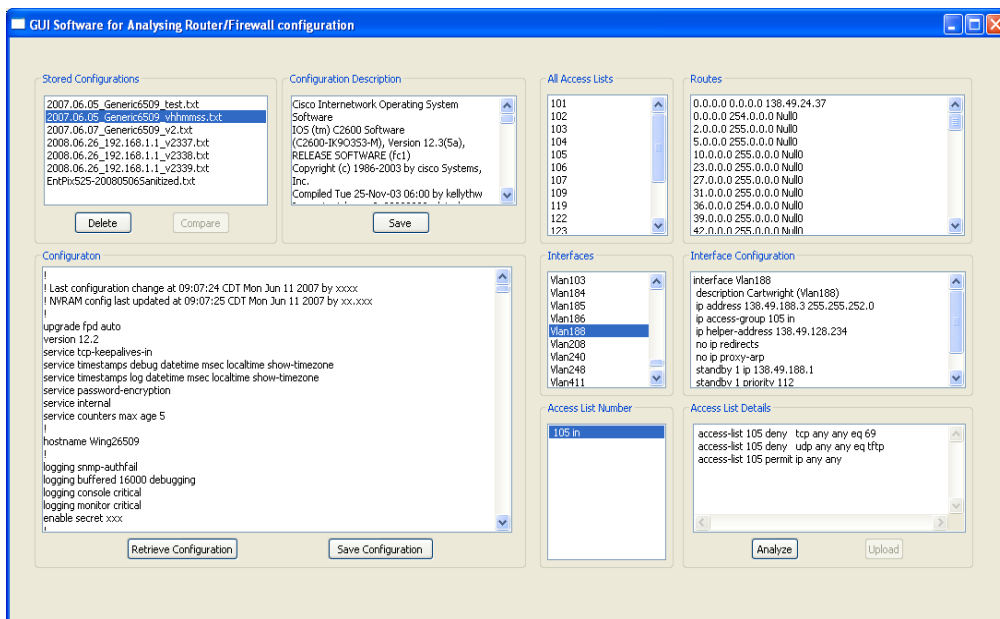 GUI Software for Analysing Router/Firewall configuration
Stored Configurations
2007.06.05_Generic6509_test.txt
2007.06.05_Generic6509_vhhmmss.txt
2007.06.07_Generic6509_v2.txt
2008.06.26_192.168.1.1_v2337.txt
2008.06.26_192.168.1.1_v2338.txt
2008.06.26_192.168.1.1_v2339.txt
EntPix525-20080506Sanitized.txt
Delete
Compare
Configuration Description
Cisco Internetwork Operating System
Software
IOS (tm) C2600 Software
(C2600-IK9O3S3-M), Version 12.3(5a),
RELEASE SOFTWARE (fc1)
Copyright (c) 1986-2003 by cisco Systems,
Inc.
Compiled Tue 25-Nov-03 06:00 by kellythw
Save
All Access Lists
101
102
103
104
105
106
107
109
119
122
123
Routes
0.0.0.0 0.0.0.0 138.49.24.37
0.0.0.0 254.0.0.0 Null0
2.0.0.0 255.0.0.0 Null0
5.0.0.0 255.0.0.0 Null0
10.0.0.0 255.0.0.0 Null0
23.0.0.0 255.0.0.0 Null0
27.0.0.0 255.0.0.0 Null0
31.0.0.0 255.0.0.0 Null0
36.0.0.0 254.0.0.0 Null0
39.0.0.0 255.0.0.0 Null0
42.0.0.0 255.0.0.0 Null0
Configuraton
!
! Last configuration change at 09:07:24 CDT Mon Jun 11 2007 by xxxx
! NVRAM config last updated at 09:07:25 CDT Mon Jun 11 2007 by xx.xxx
!
upgrade fpd auto
version 12.2
service tcp-keepalives-in
service timestamps debug datetime msec localtime show-timezone
service timestamps log datetime msec localtime show-timezone
service password-encryption
service internal
service counters max age 5
!
hostname Wing26509
!
logging snmp-authfail
logging buffered 16000 debugging
logging console critical
logging monitor critical
enable secret xxx
!
Retrieve Configuration
Save Configuration
Interfaces
Vlan103
Vlan184
Vlan185
Vlan186
Vlan188
Vlan208
Vlan240
Vlan248
Vlan411
Interface Configuration
interface Vlan188
description Cartwright (Vlan188)
ip address 138.49.188.3 255.255.252.0
ip access-group 105 in
ip helper-address 138.49.128.234
no ip redirects
no ip proxy-arp
standby 1 ip 138.49.188.1
standby 1 priority 112
Access List Number
105 in
Access List Details
access-list 105 deny tcp any any eq 69
access-list 105 deny udp any any eq tftp
access-list 105 permit ip any any
Analyze
Upload